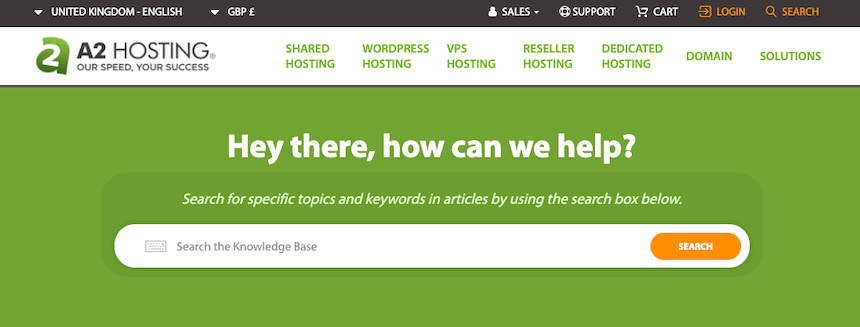 UNITED KINGDOM - ENGLISH GBP £ SALES SUPPORT CART LOGIN SEARCH
A2 HOSTING®
OUR SPEED, YOUR SUCCESS
SHARED HOSTING
WORDPRESS HOSTING
VPS HOSTING
RESELLER HOSTING
DEDICATED HOSTING
DOMAIN
SOLUTIONS
Hey there, how can we help?
Search for specific topics and keywords in articles by using the search box below.
Search the Knowledge Base SEARCH